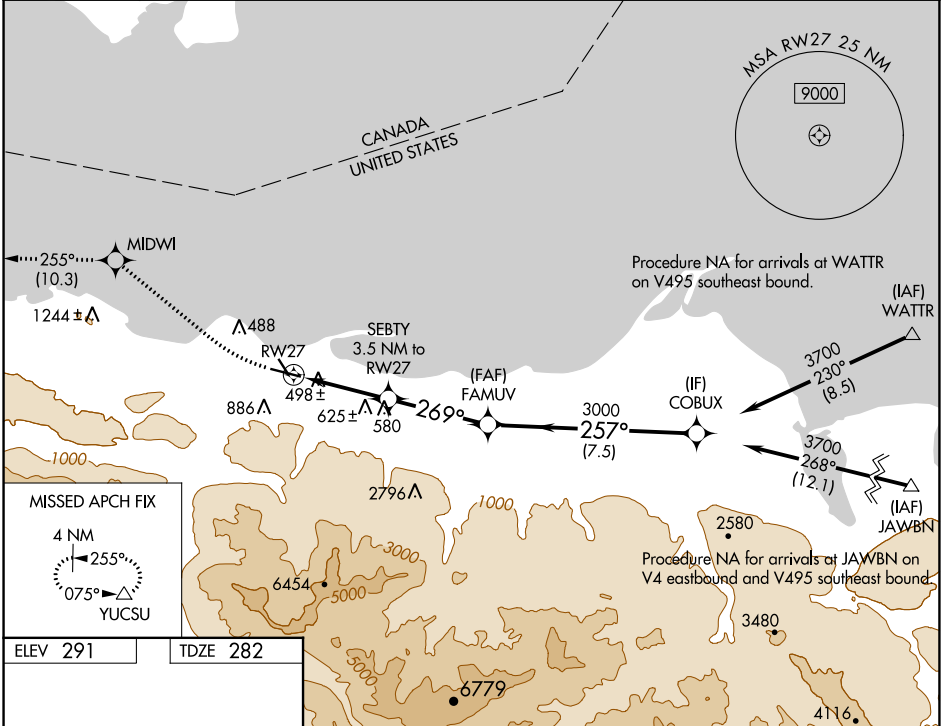 MSA RW27 25 NM
9000
CANADA
UNITED STATES
MIDWI
255°
(10.3)
Procedure NA for arrivals at WATTR
on V495 southeast bound.
(IAF)
WATTR
1244 ±
488
SEBTY
3.5 NM to
RW27
RW27
3700
230°
(8.5)
(FAF)
FAMUV
(IF)
COBUX
498 ±
886
625 ±
580
269°
3000
257°
(7.5)
3700
268°
(12.1)
1000
(IAF)
JAWBN
MISSED APCH FIX
4 NM
255°
075°
YUCSU
2796
1000
2580
3000
Procedure NA for arrivals at JAWBN on
V4 eastbound and V495 southeast bound.
6454
5000
3480
ELEV 291
TDZE 282
5000
6779
4116